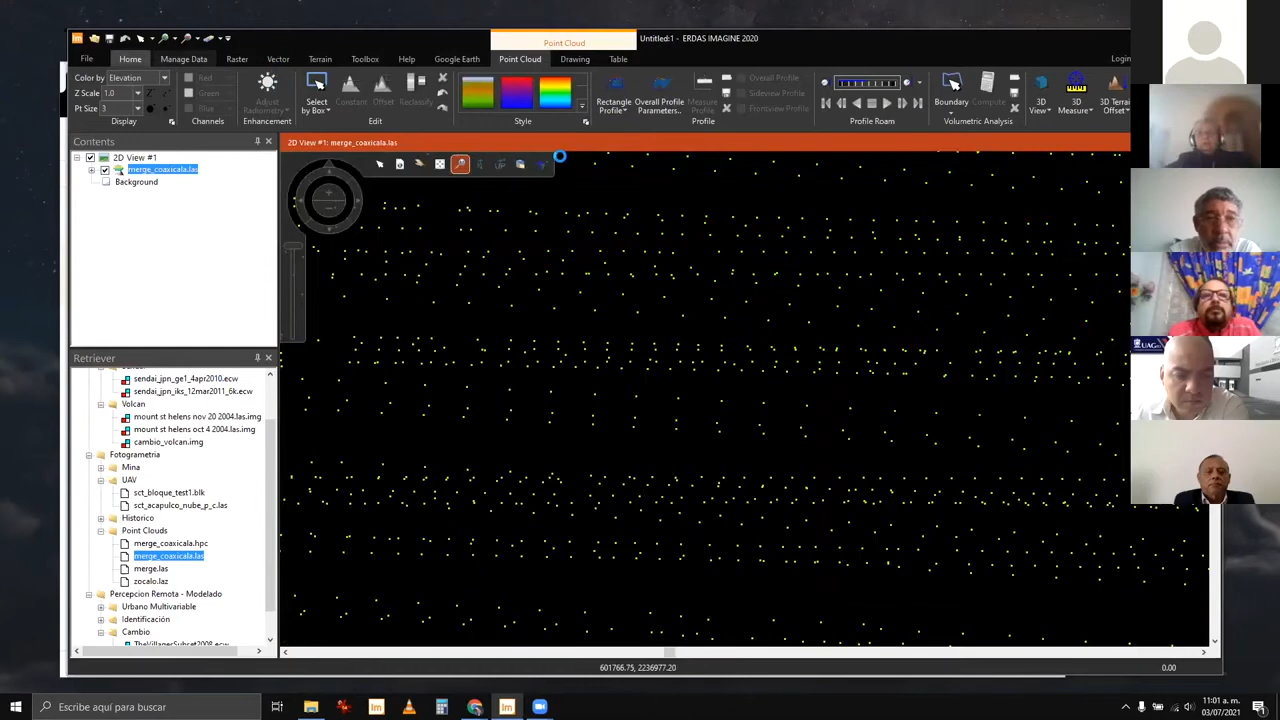 Point Cloud
Untitled:1 - ERDAS IMAGINE 2020
File Home Manage Data Raster Vector Terrain Toolbox Help Google Earth Point Cloud Drawing Table
Login
Color by Elevation
Z Scale 1.0
Pt Size 3
Display
Red
Green
Blue
Channels
Adjust Radiometry
Enhancement
Select by Box
Constant
Offset
Reclassify
Editing
Style
Rectangle Profile
Overall Profile Parameters..
Measure Profile
Overall Profile
Sideview Profile
Frontview Profile
Profile
Profile Roam
Boundary
Compute
Volumetric Analysis
3D View
3D Measure
3D Terrain Offset
Contents
2D View #1
merge_coaxicala.las
Background
2D View #1: merge_coaxicala.las
Retriever
sendai_jpn_ge1_4apr2010.ecw
sendai_jpn_iks_12mar2011_6k.ecw
Volcan
mount st helens nov 20 2004.las.img
mount st helens oct 4 2004.las.img
cambio_volcan.img
Fotogrametria
Mina
UAV
sct_bloque_test1.blk
sct_acapulco_nube_p_c.las
Historico
Point Clouds
merge_coaxicala.hpc
merge_coaxicala.las
merge.las
zocalo.laz
Percepcion Remota - Modelado
Urbano Multivariable
Identificación
Cambio
TheVillagesSubset2008.ecw
601766.75, 2236977.20
0.00
UAGro
Escribe aquí para buscar
11:01 a. m.
03/07/2021